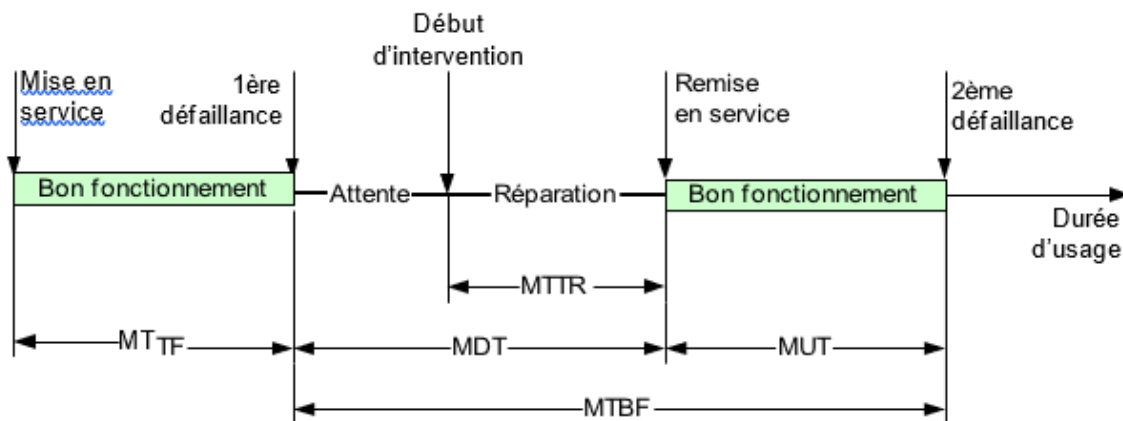 Début
d'intervention
Mise en
service
1ère
défaillance
Remise
en service
2ème
défaillance
Bon fonctionnement
Attente
Réparation
Bon fonctionnement
Durée
d'usage
MTTR
MTTF
MDT
MUT
MTBF